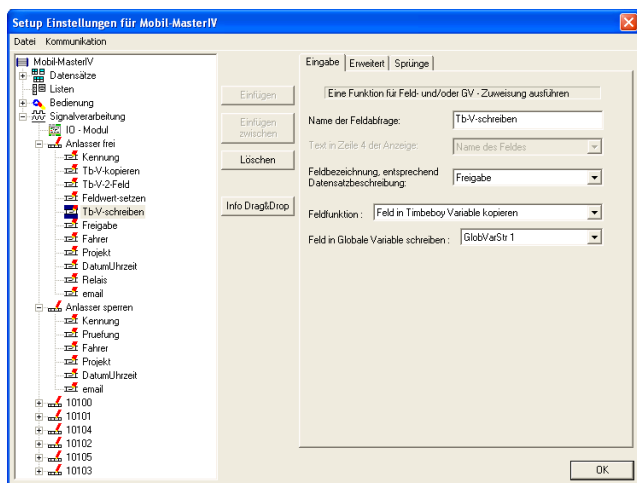 Setup Einstellungen für Mobil-MasterIV
Datei Kommunikation
Mobil-MasterIV
Datensätze
Listen
Bedienung
Signalverarbeitung
IO - Modul
Anlasser frei
Kennung
Tb-V-kopieren
Tb-V-2-Feld
Feldwert-setzen
Tb-V-schreiben
Freigabe
Fahrer
Projekt
DatumUhrzeit
Relais
email
Anlasser sperren
Kennung
Pruefung
Fahrer
Projekt
DatumUhrzeit
email
10100
10101
10104
10102
10105
10103
Einfügen
Einfügen
zwischen
Löschen
Info Drag&Drop
Eingabe Erweitert Sprünge
Eine Funktion für Feld- und/oder GV - Zuweisung ausführen
Name der Feldabfrage: Tb-V-schreiben
Text in Zeile 4 der Anzeige: Name des Feldes
Feldbezeichnung, entsprechend
Datensatzbeschreibung: Freigabe
Feldfunktion : Feld in Timbeboy Variable kopieren
Feld in Globale Variable schreiben : GlobVarStr 1
OK